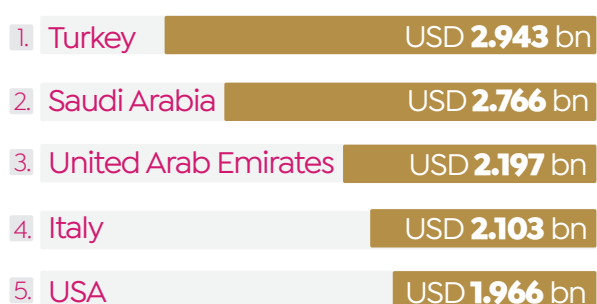 1. Turkey USD 2.943 bn
2. Saudi Arabia USD 2.766 bn
3. United Arab Emirates USD 2.197 bn
4. Italy USD 2.103 bn
5. USA USD 1.966 bn